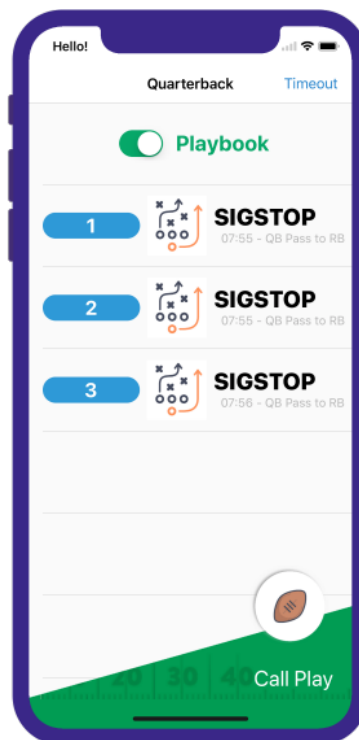 Hello!
Quarterback Timeout
Playbook
1 SIGSTOP
07:55 - QB Pass to RB
2 SIGSTOP
07:55 - QB Pass to RB
3 SIGSTOP
07:56 - QB Pass to RB
20 30 40
Call Play